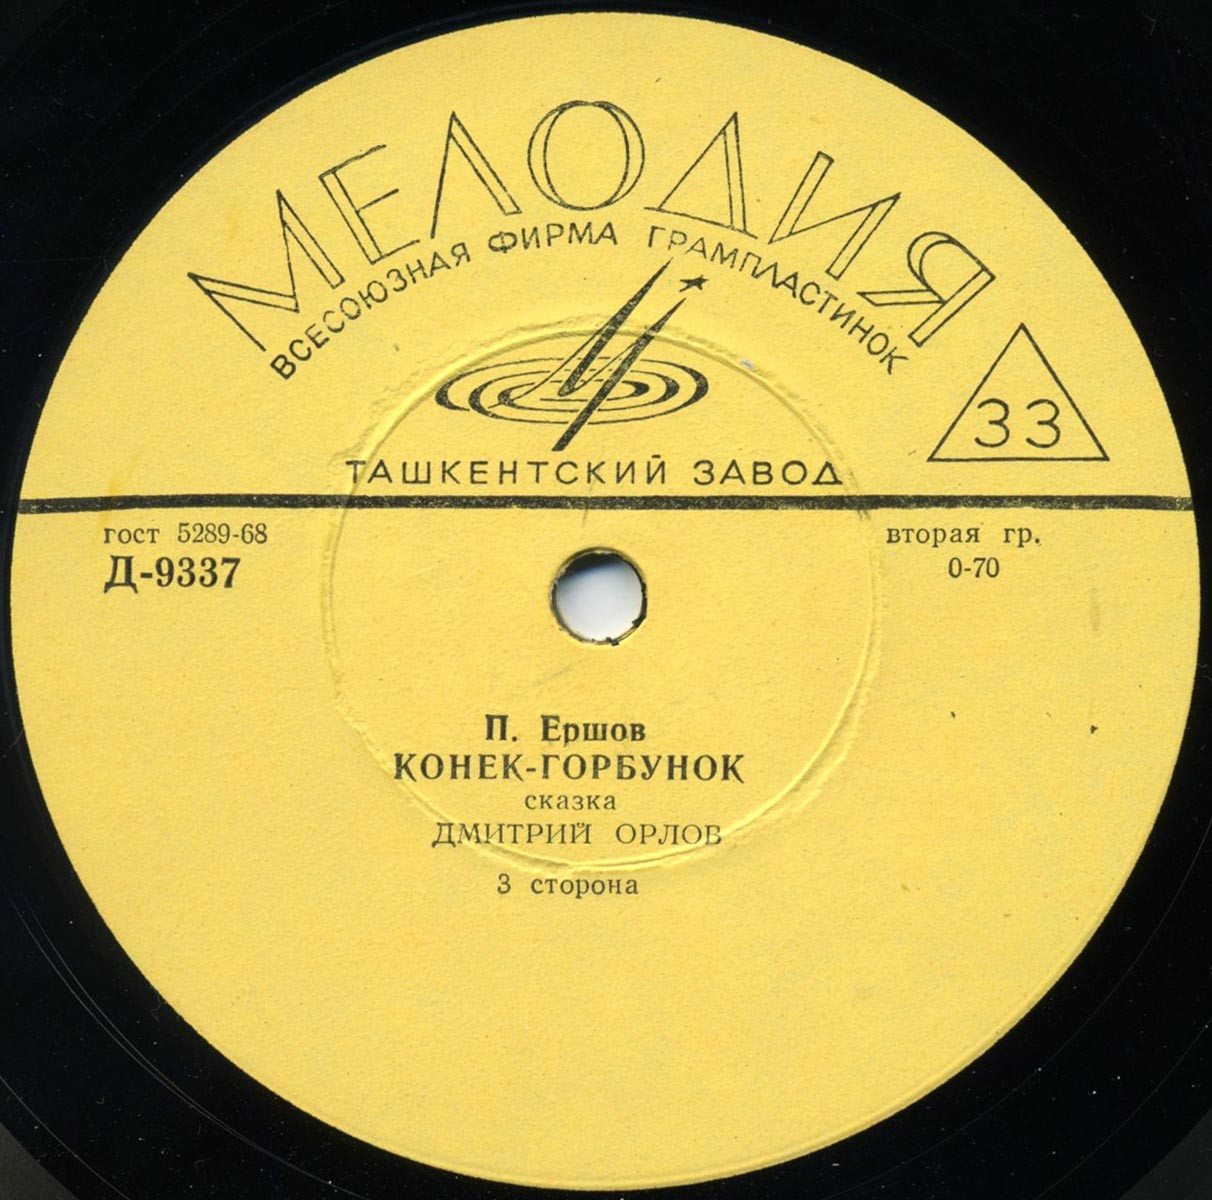 МЕЛОДИЯ
ВСЕСОЮЗНАЯ ФИРМА ГРАМПЛАСТИНОК
33
ТАШКЕНТСКИЙ ЗАВОД
гост 5289-68
вторая гр.
Д-9337
0-70
П. Ершов
КОНЕК-ГОРБУНОК
сказка
ДМИТРИЙ ОРЛОВ
3 сторона